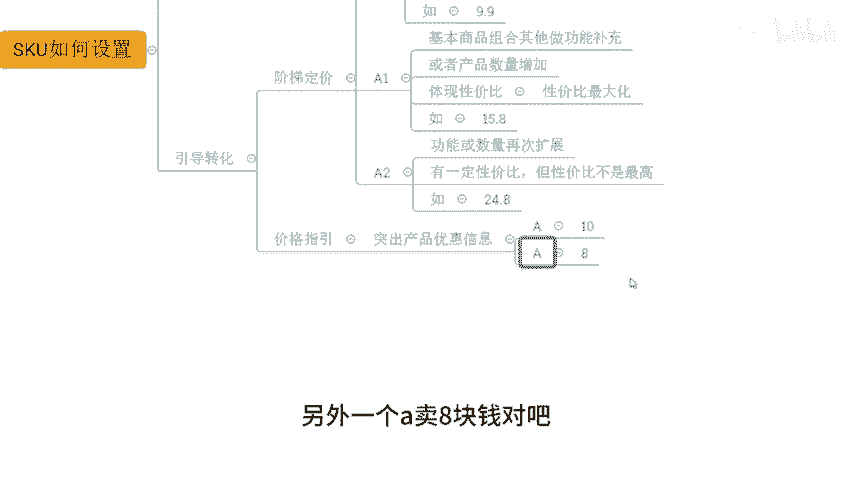 如 9.9
SKU如何设置
基本商品组合其他做功能补充
或者产品数量增加
阶梯定价 A1
体现性价比 性价比最大化
如 15.8
功能或数量再次扩展
引导转化
A2 有一定性价比，但性价比不是最高
如 24.8
A 10
价格指引 突出产品优惠信息
A 8
另外一个a卖8块钱对吧